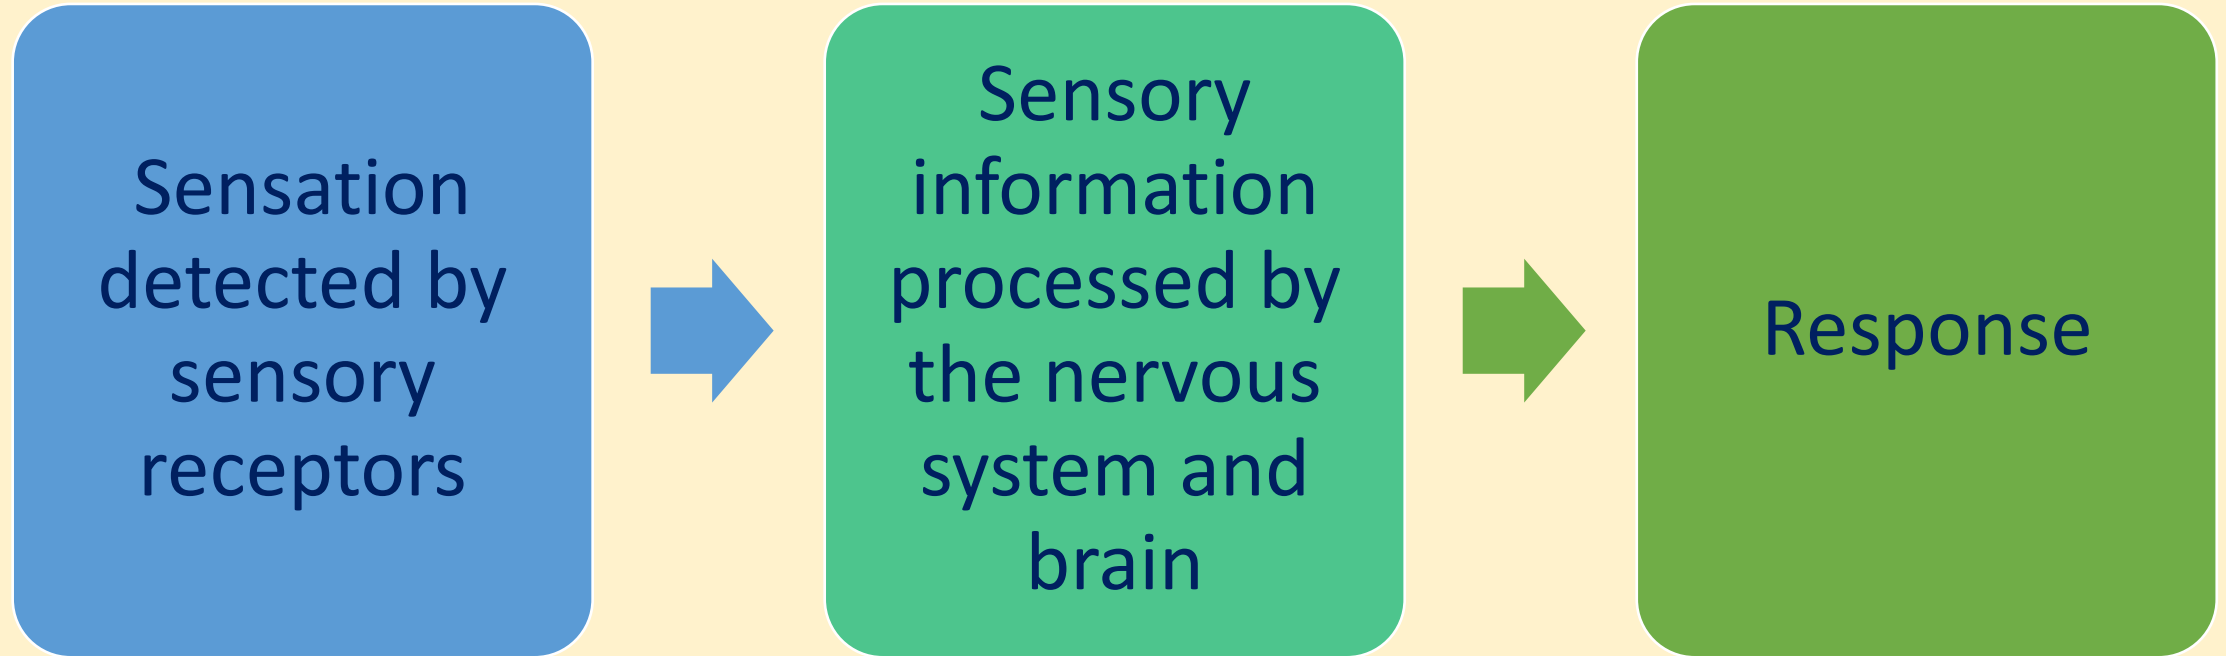 Sensation
detected by
sensory
receptors
Sensory
information
processed by
the nervous
system and
brain
Response